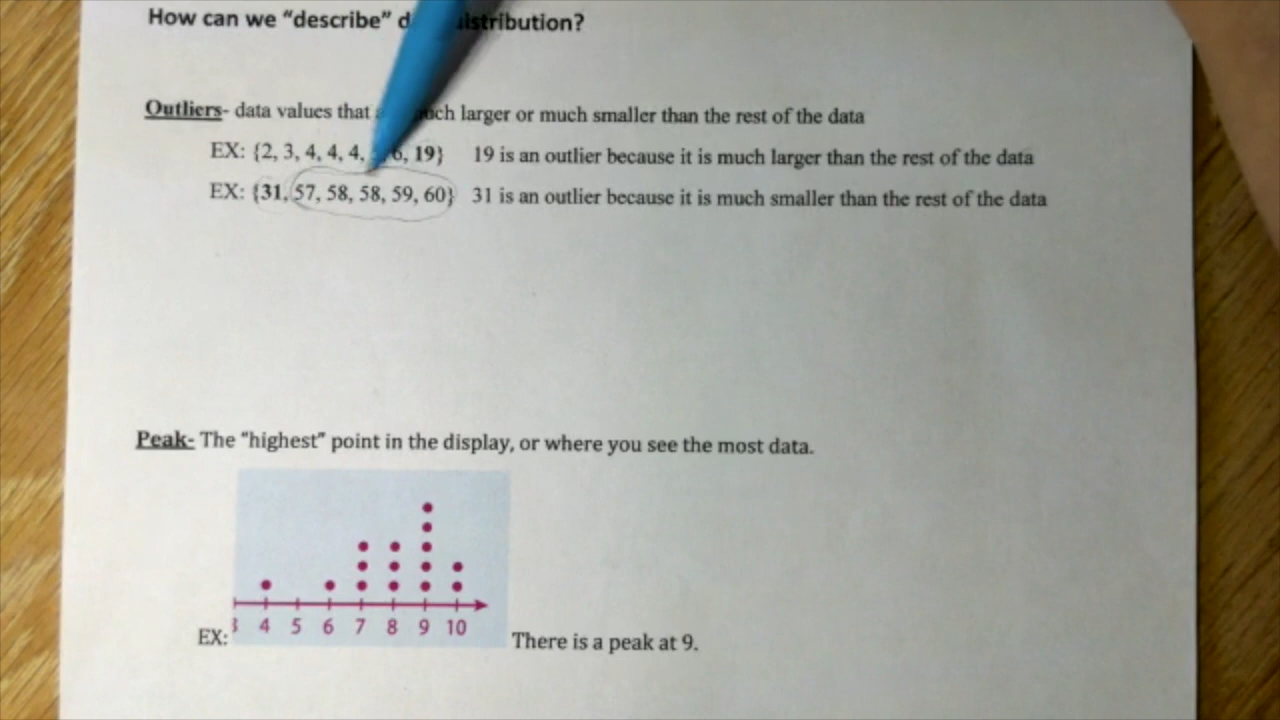 How can we "describe" distribution?
Outliers- data values that much larger or much smaller than the rest of the data
EX: {2, 3, 4, 4, 4, 6, 19} 19 is an outlier because it is much larger than the rest of the data
EX: {31, 57, 58, 58, 59, 60} 31 is an outlier because it is much smaller than the rest of the data
Peak- The "highest" point in the display, or where you see the most data.
3 4 5 6 7 8 9 10
EX: There is a peak at 9.